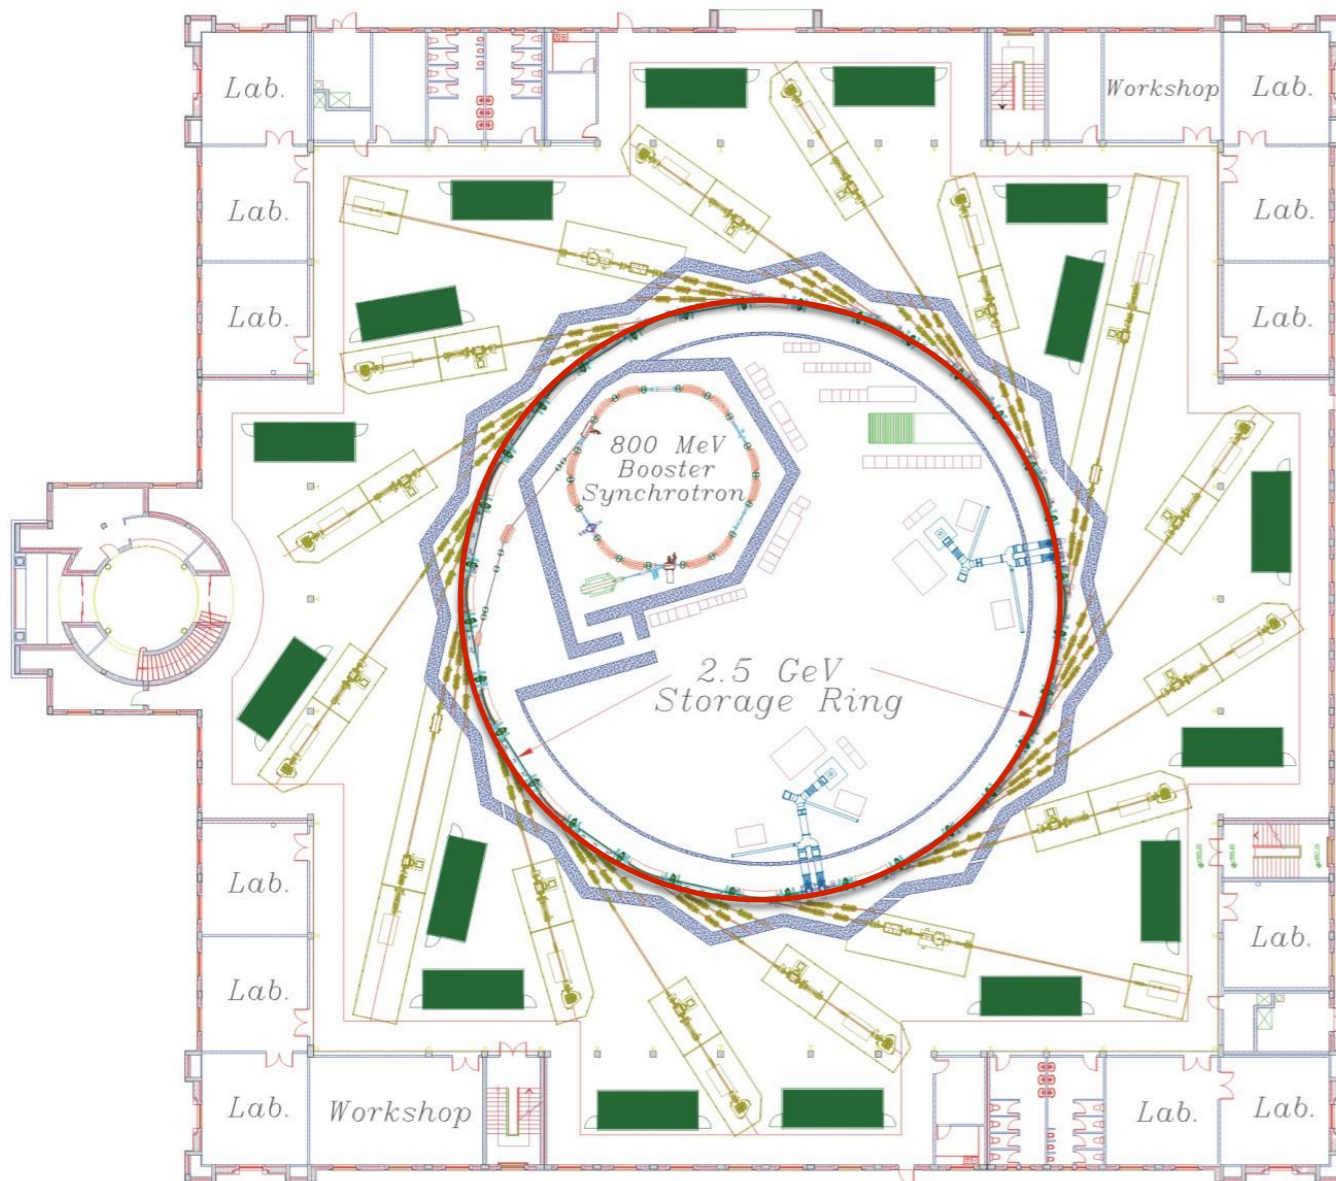 Lab.
Workshop
Lab.
Lab.
Lab.
Lab.
Lab.
800 MeV
Booster
Synchrotron
2.5 GeV
Storage Ring
Lab.
Lab.
Lab.
Lab.
Workshop
Lab.
Lab.